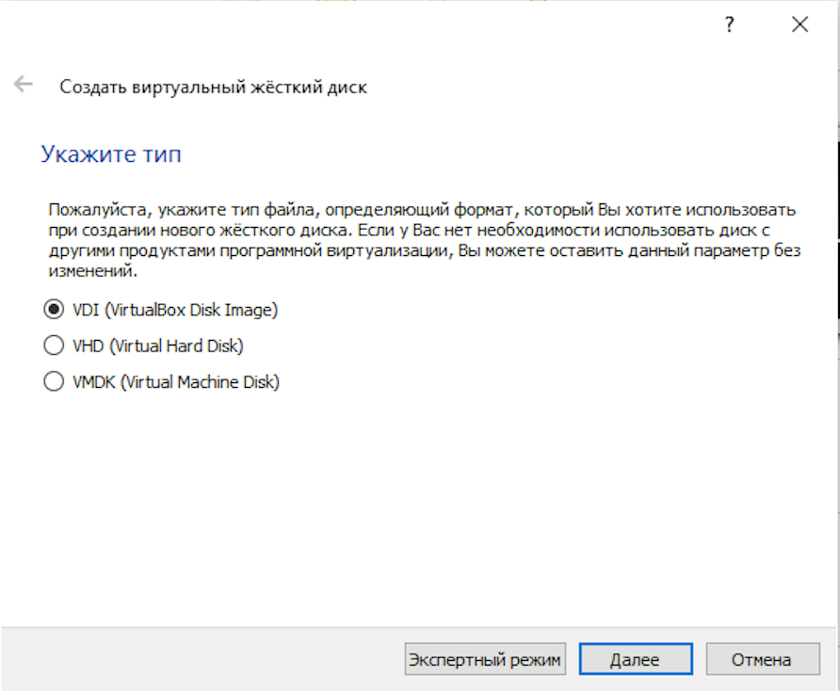 ?
Создать виртуальный жёсткий диск
Укажите тип
Пожалуйста, укажите тип файла, определяющий формат, который Вы хотите использовать
при создании нового жёсткого диска. Если у Вас нет необходимости использовать диск с
другими продуктами программной виртуализации, Вы можете оставить данный параметр без
изменений.
VDI (VirtualBox Disk Image)
VHD (Virtual Hard Disk)
VMDK (Virtual Machine Disk)
Экспертный режим Далее Отмена